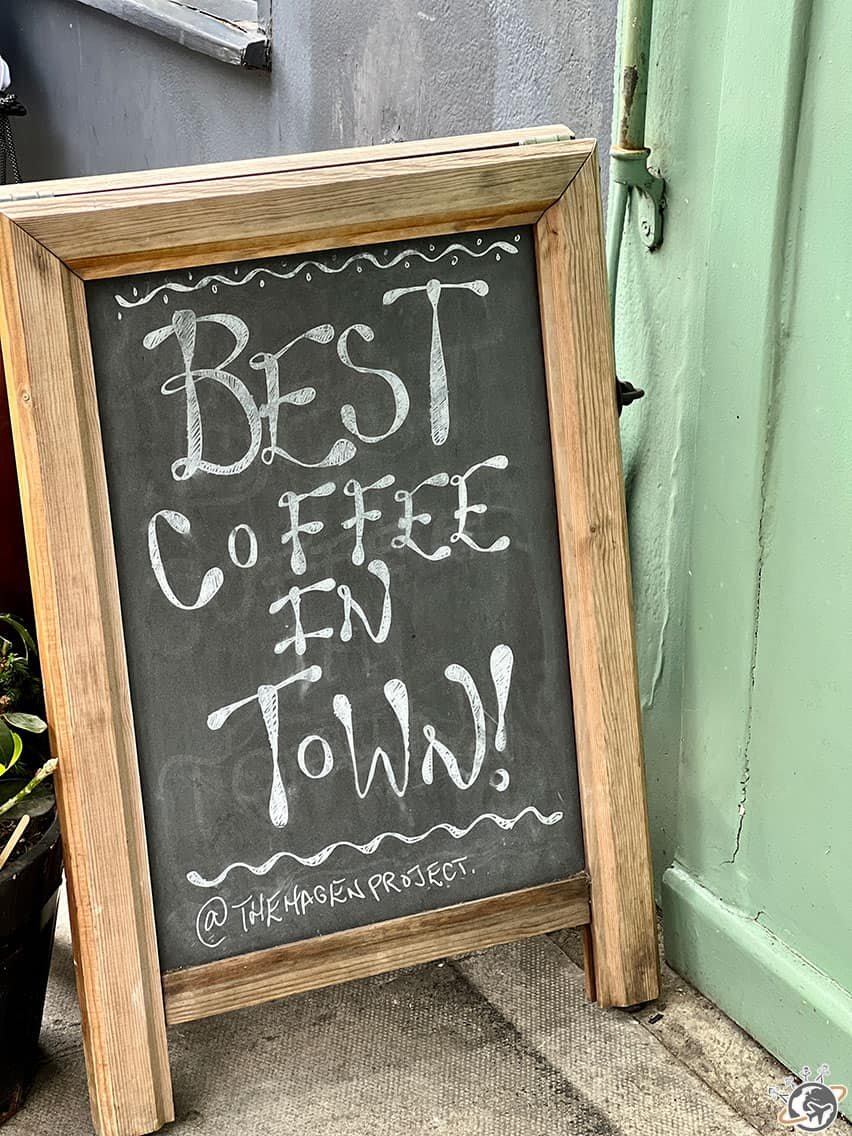 BEST
COFFEE
IN
TOWN!
@THEHAGENPROJECT.